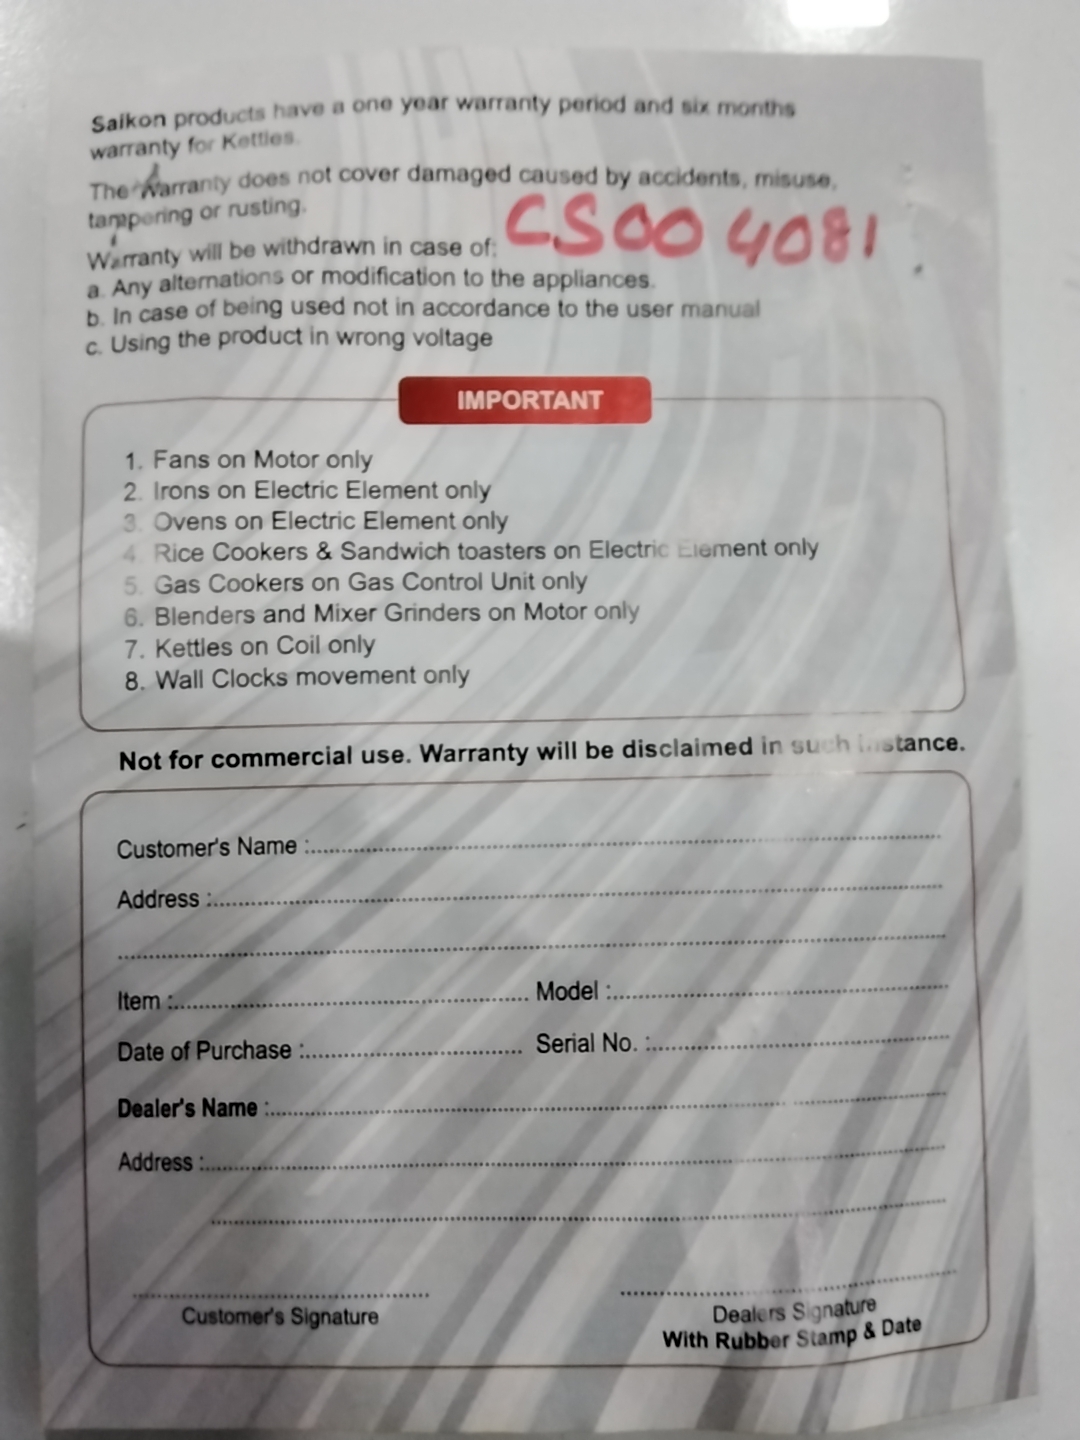 Saikon products have a one year warranty period and six months
warranty for Kettles.
The Warranty does not cover damaged caused by accidents, misuse,
tampering or rusting.
CS00 4081
Warranty will be withdrawn in case of:
a. Any alternations or modification to the appliances.
b. In case of being used not in accordance to the user manual
c. Using the product in wrong voltage
IMPORTANT
1. Fans on Motor only
2. Irons on Electric Element only
3. Ovens on Electric Element only
4. Rice Cookers & Sandwich toasters on Electric Element only
5. Gas Cookers on Gas Control Unit only
6. Blenders and Mixer Grinders on Motor only
7. Kettles on Coil only
8. Wall Clocks movement only
Not for commercial use. Warranty will be disclaimed in such instance.
Customer's Name :
Address :
Item : Model :
Date of Purchase : Serial No. :
Dealer's Name :
Address :
Customer's Signature Dealers Signature
With Rubber Stamp & Date